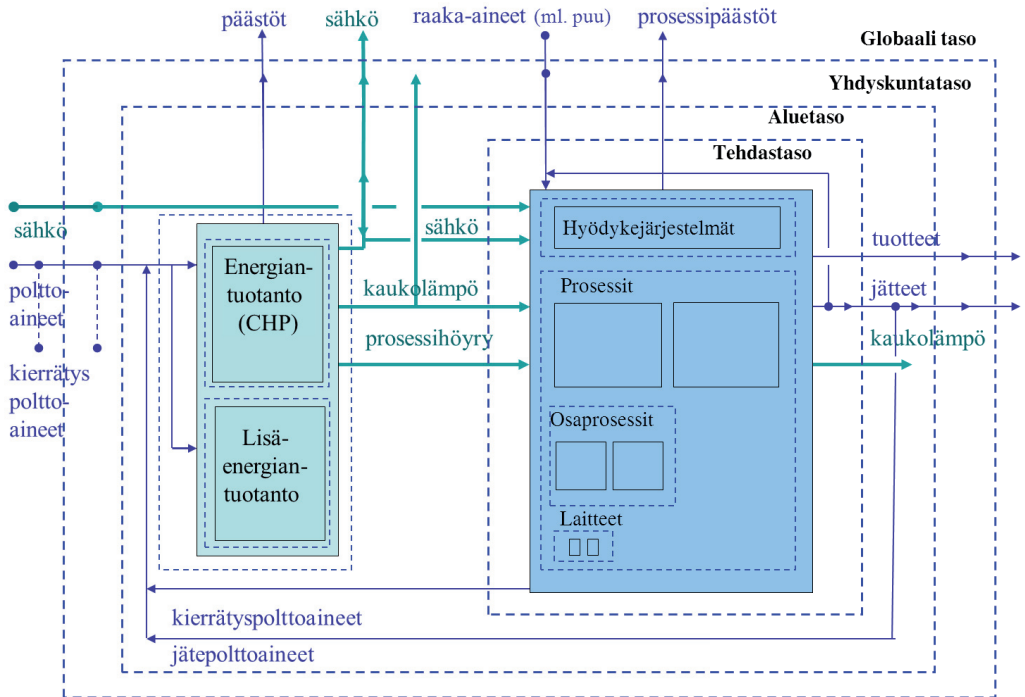 päästöt
sähkö
raaka-aineet (ml. puu)
prosessipäästöt
Globaali taso
Yhdyskuntataso
Aluetaso
Tehdastaso
sähkö
sähkö
Hyödykejärjestelmät
tuotteet
Energian-
tuotanto
(CHP)
kaukolämpö
Prosessit
jätteet
poltto-
aineet
prosessihöyry
kaukolämpö
kierrätys
poltto-
aineet
Lisä-
energian-
tuotanto
Osaprosessit
Laitteet
kierrätyspolttoaineet
jätepolttoaineet